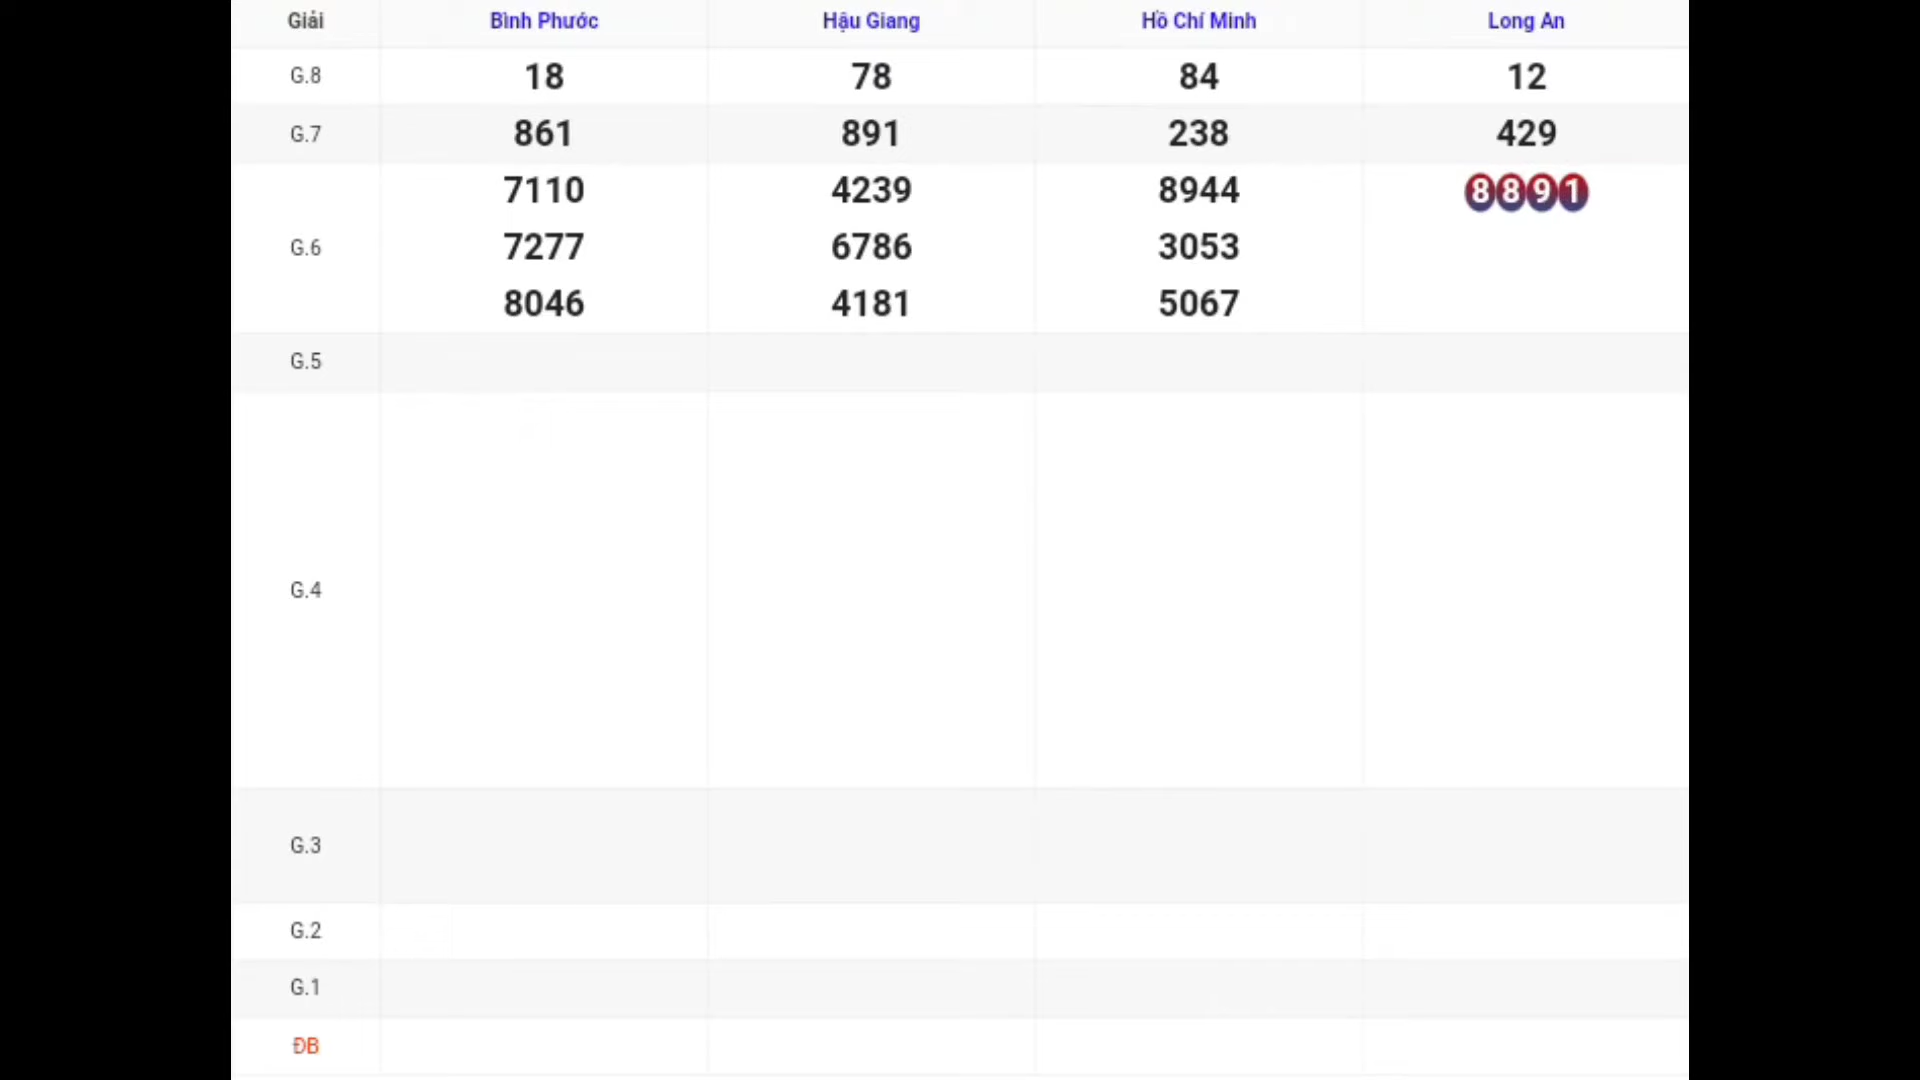 Giải Bình Phước Hậu Giang Hồ Chí Minh Long An
G.8 18 78 84 12
G.7 861 891 238 429
7110 4239 8944 8891
G.6 7277 6786 3053
8046 4181 5067
G.5
G.4
G.3
G.2
G.1
ĐB